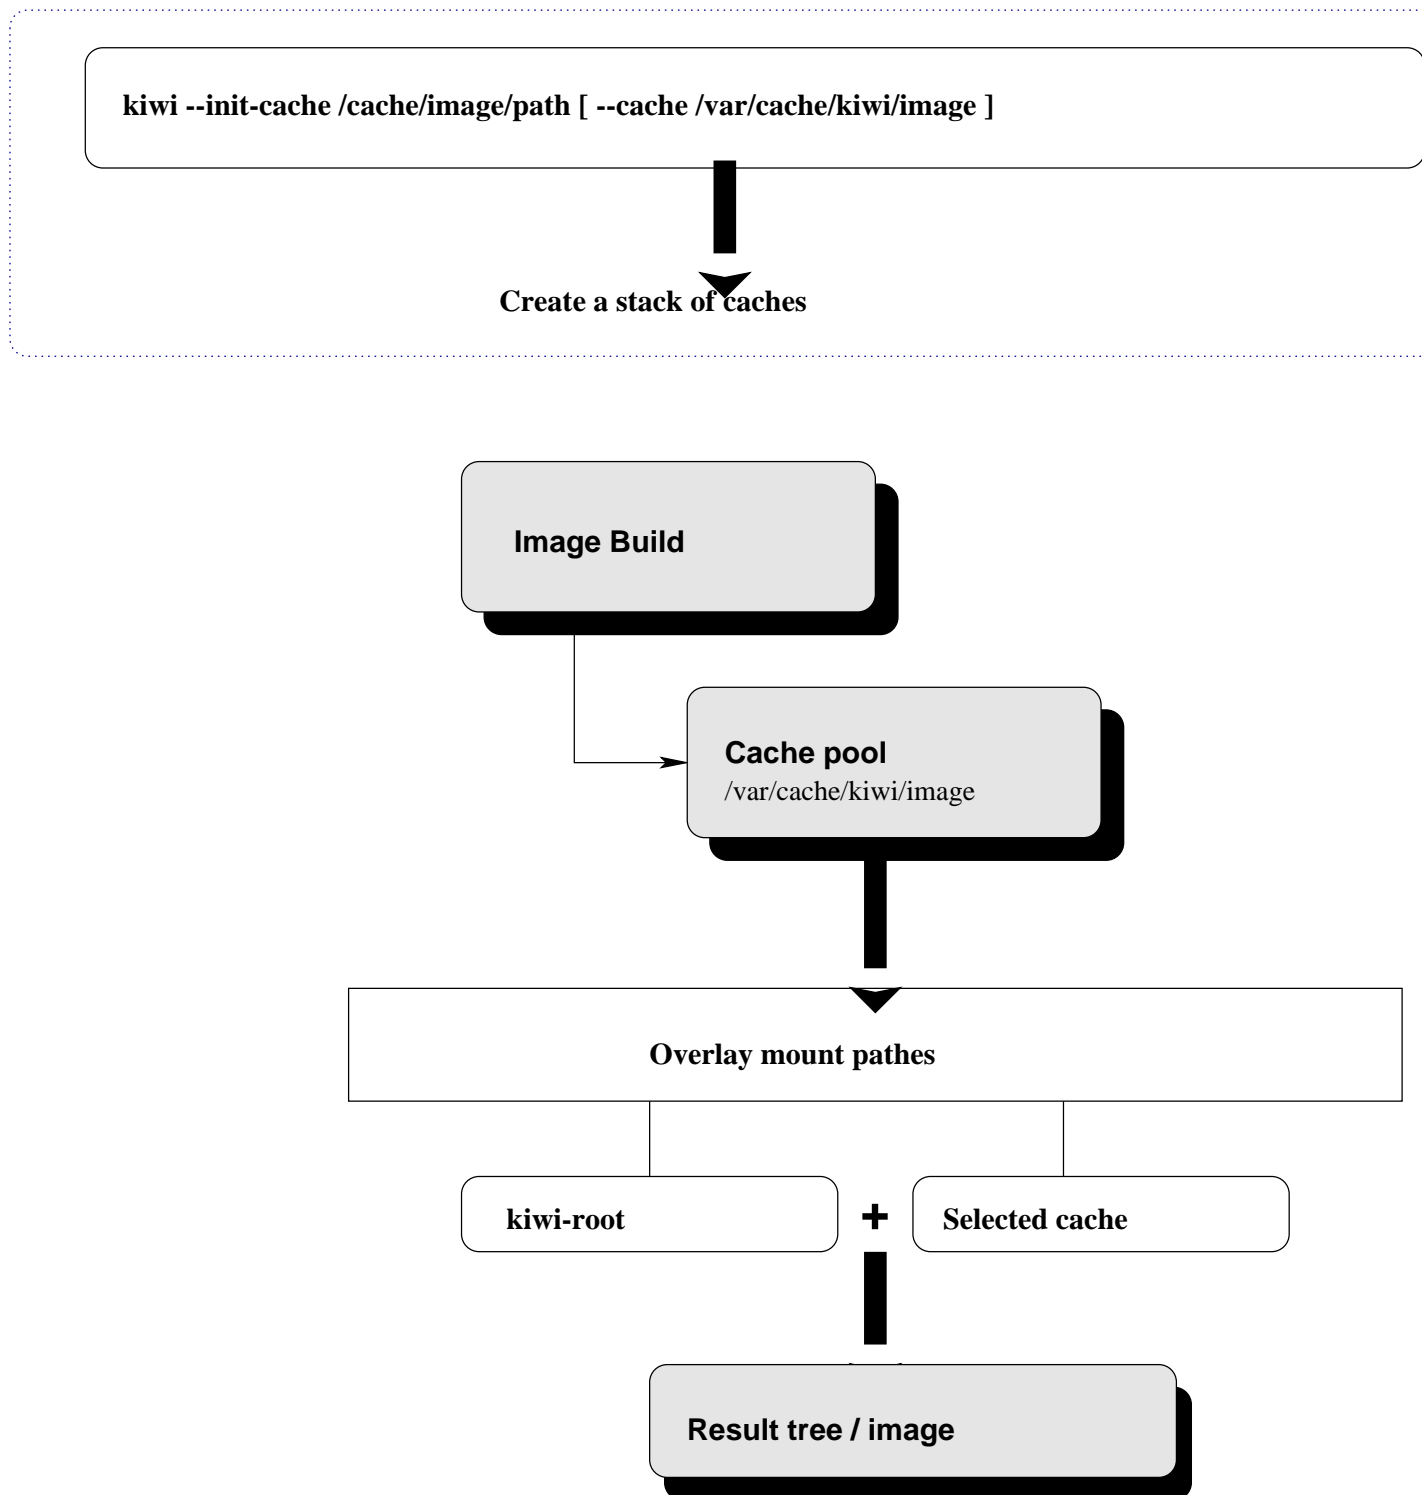 kiwi --init-cache /cache/image/path [ --cache /var/cache/kiwi/image ]
Create a stack of caches
Image Build
Cache pool
/var/cache/kiwi/image
Overlay mount pathes
kiwi-root + Selected cache
Result tree / image